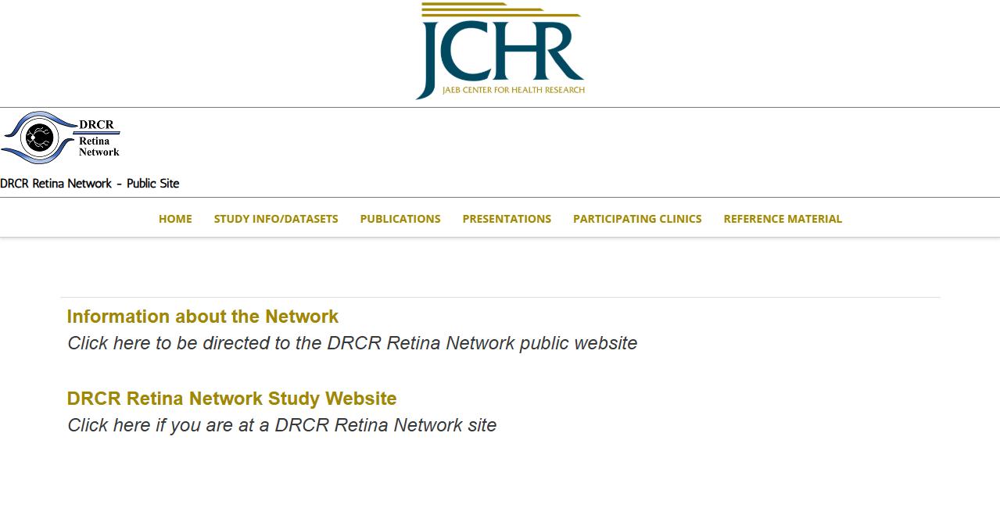 JCHR
JAEB CENTER FOR HEALTH RESEARCH
DRCR
Retina
Network
DRCR Retina Network - Public Site
HOME STUDY INFO/DATASETS PUBLICATIONS PRESENTATIONS PARTICIPATING CLINICS REFERENCE MATERIAL
Information about the Network
Click here to be directed to the DRCR Retina Network public website
DRCR Retina Network Study Website
Click here if you are at a DRCR Retina Network site